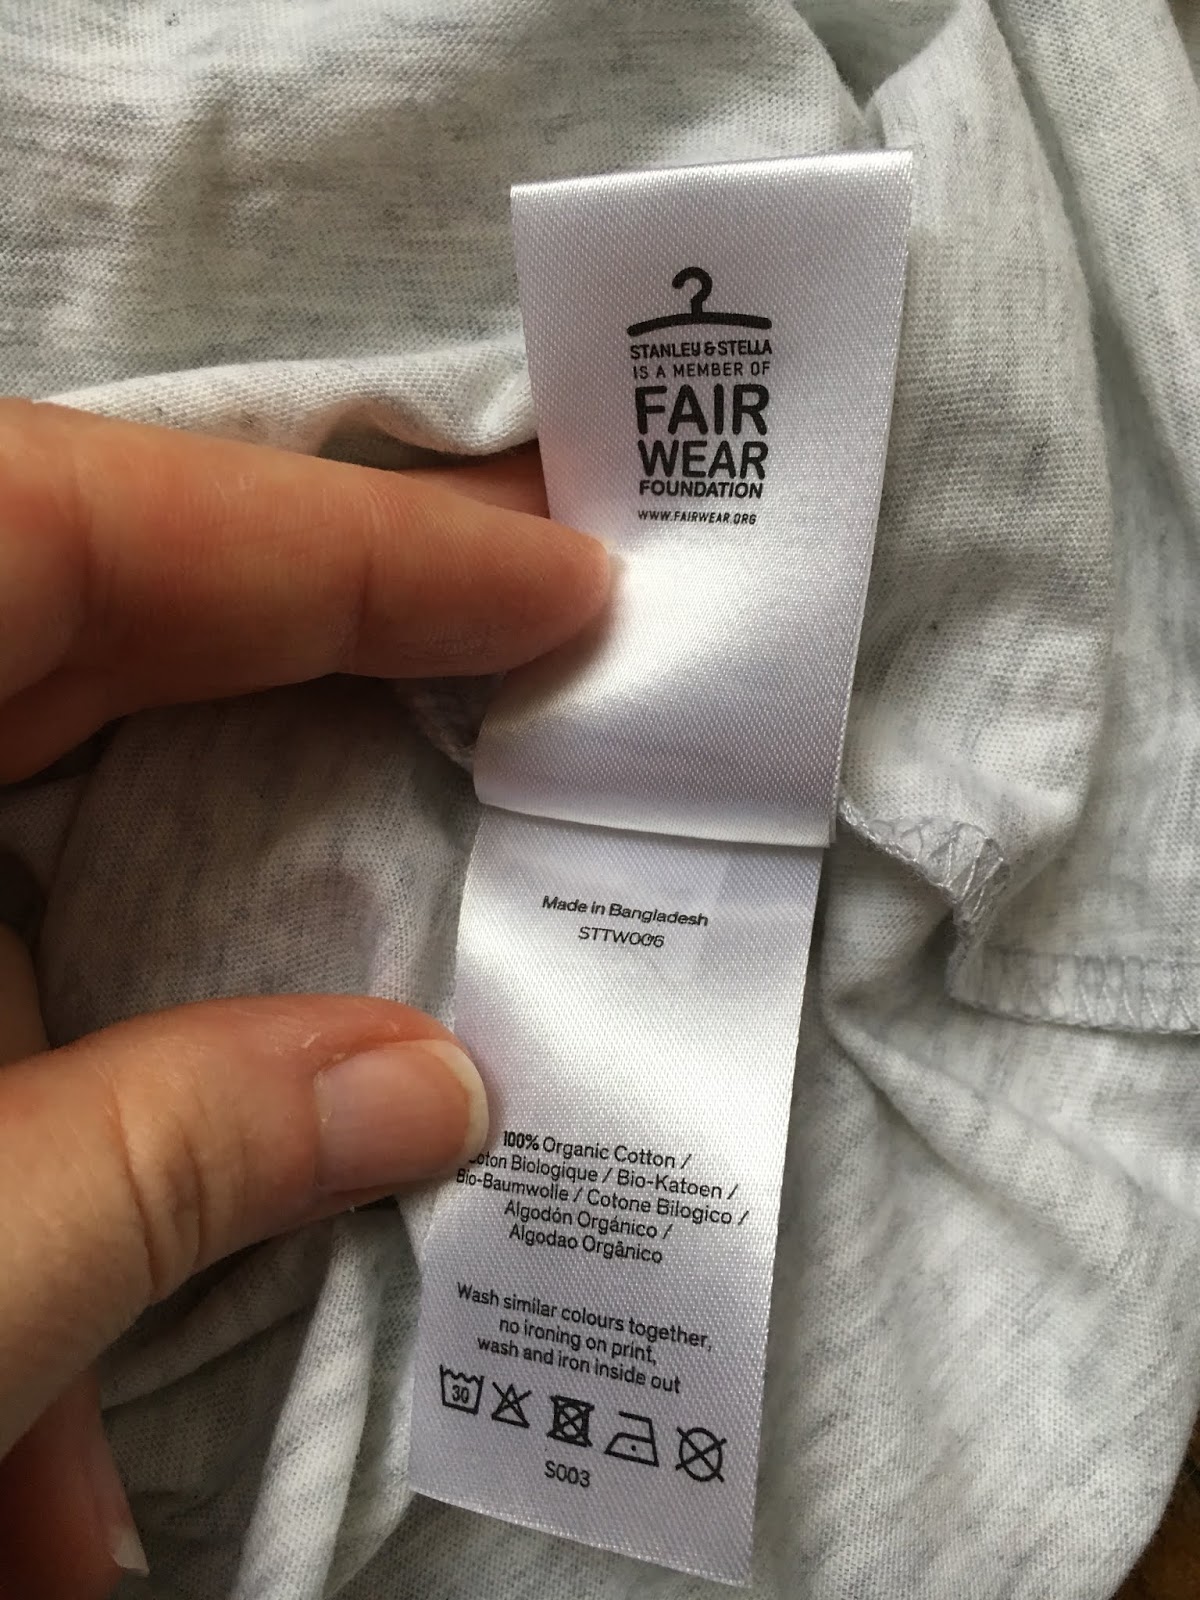 STANLEY & STELLA
IS A MEMBER OF
FAIR
WEAR
FOUNDATION
WWW.FAIRWEAR.ORG
Made in Bangladesh
STTW006
100% Organic Cotton /
Biologique / Bio-Katoen /
Bio-Baumwolle / Cotone Bilogico /
Algodón Orgánico /
Algodao Orgânico
Wash similar colours together,
no ironing on print,
wash and iron inside out
30
S003